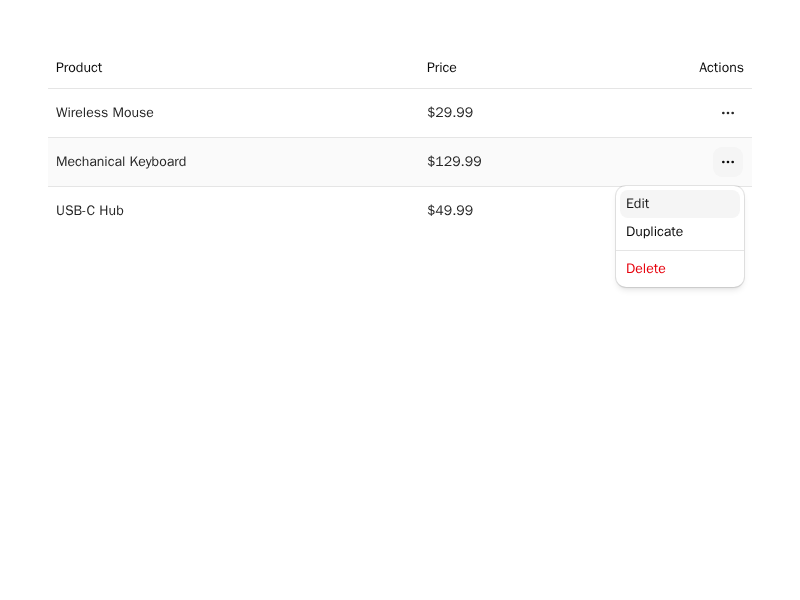 Product Price Actions
Wireless Mouse $29.99 ...
Mechanical Keyboard $129.99 ...
USB-C Hub $49.99
Edit
Duplicate
Delete